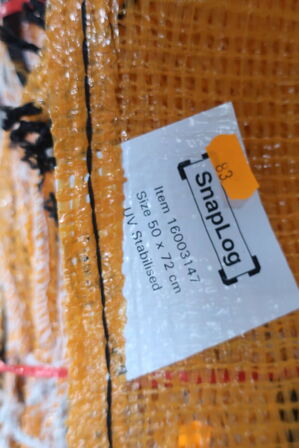 83
SnapLog
Item 16003147
Size 50 x 72 cm
UV Stabilised